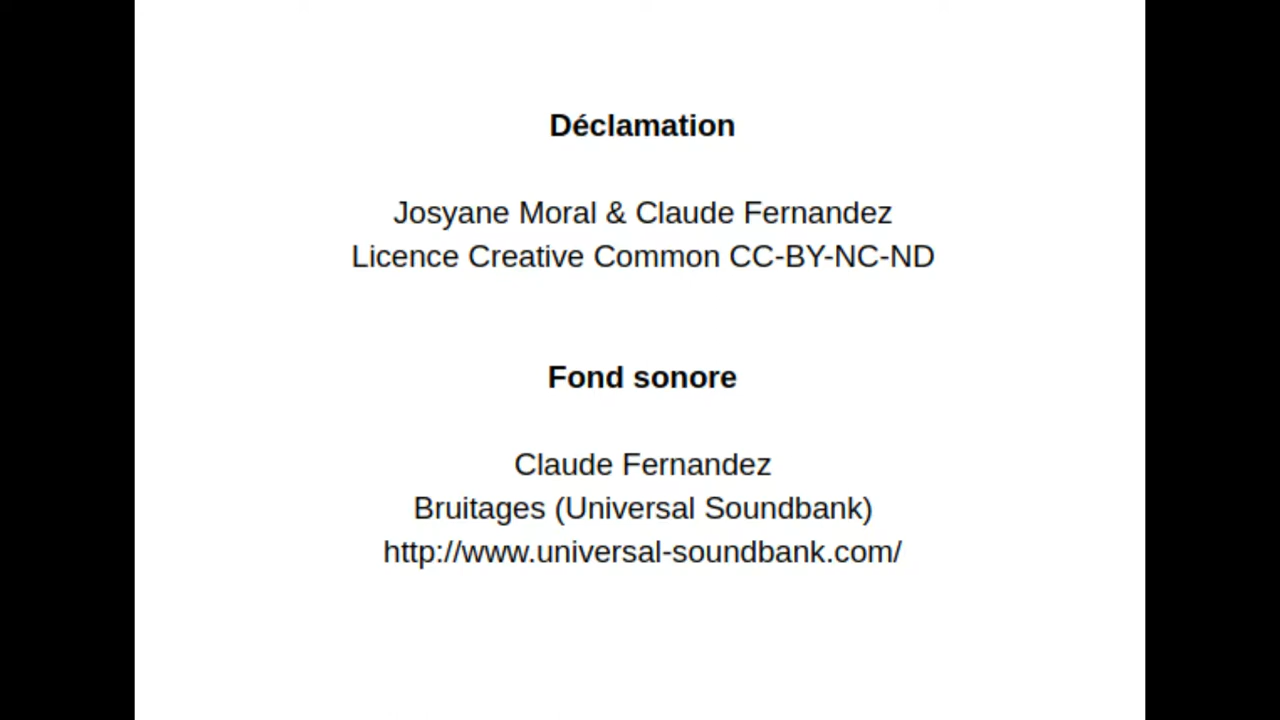 Déclamation
Josyane Moral & Claude Fernandez
Licence Creative Common CC-BY-NC-ND
Fond sonore
Claude Fernandez
Bruitages (Universal Soundbank)
http://www.universal-soundbank.com/